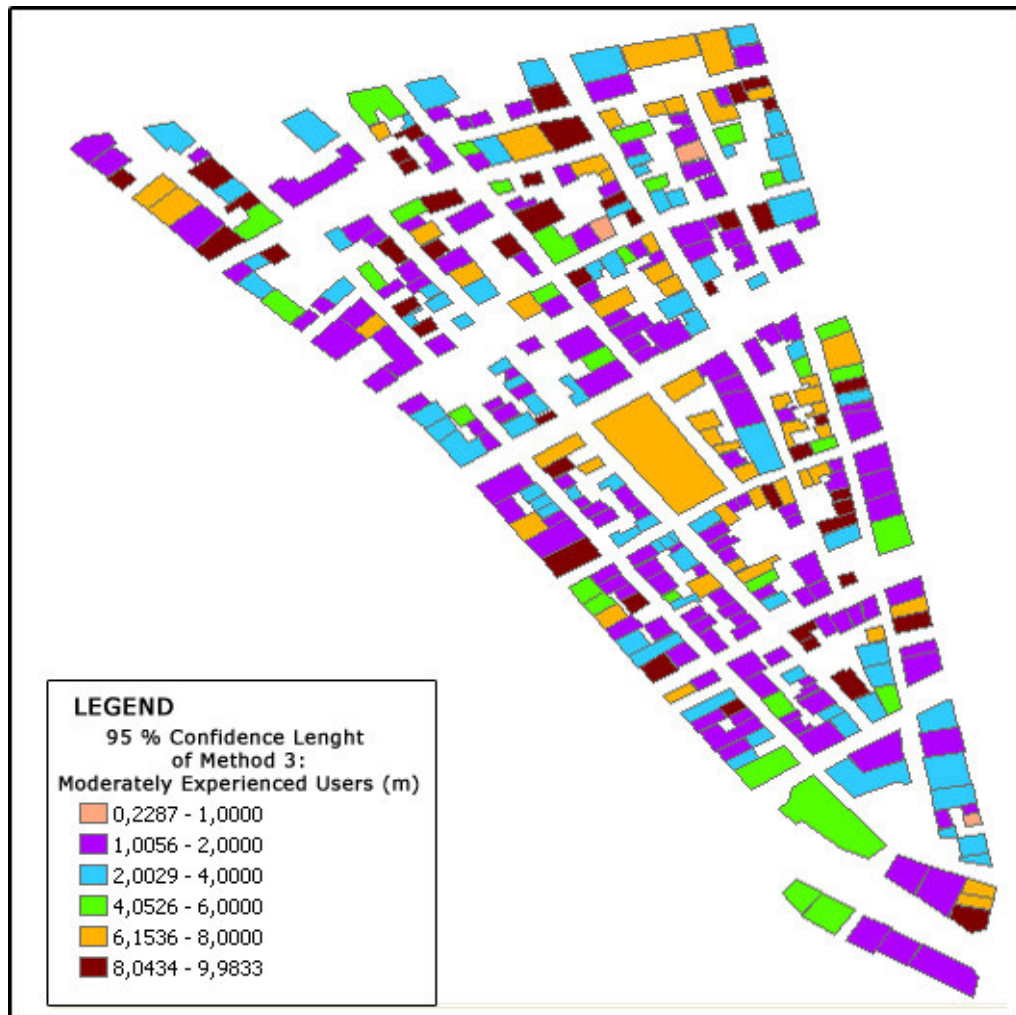 LEGEND
95 % Confidence Lenght
of Method 3:
Moderately Experienced Users (m)
0,2287 - 1,0000
1,0056 - 2,0000
2,0029 - 4,0000
4,0526 - 6,0000
6,1536 - 8,0000
8,0434 - 9,9833